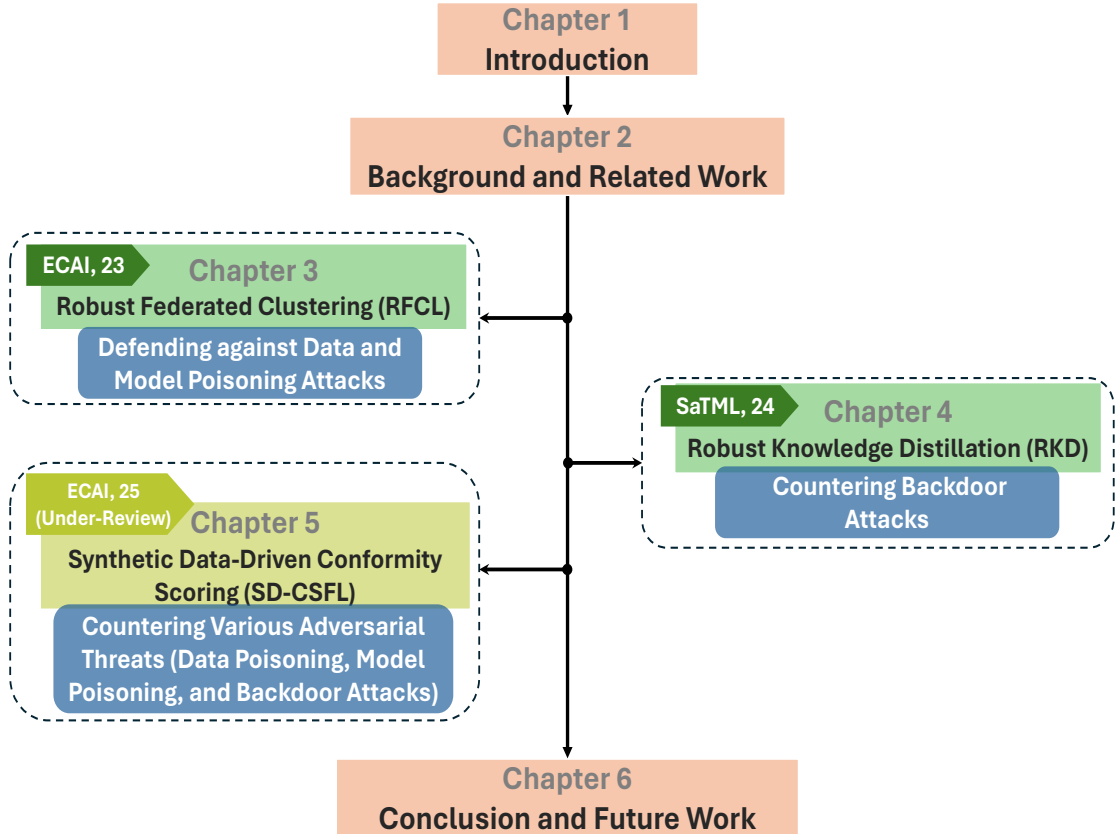 Chapter 1
Introduction
Chapter 2
Background and Related Work
ECAI, 23
Chapter 3
Robust Federated Clustering (RFCL)
Defending against Data and
Model Poisoning Attacks
SaTML, 24
Chapter 4
Robust Knowledge Distillation (RKD)
Countering Backdoor
Attacks
ECAI, 25
(Under-Review)
Chapter 5
Synthetic Data-Driven Conformity
Scoring (SD-CSFL)
Countering Various Adversarial
Threats (Data Poisoning, Model
Poisoning, and Backdoor Attacks)
Chapter 6
Conclusion and Future Work